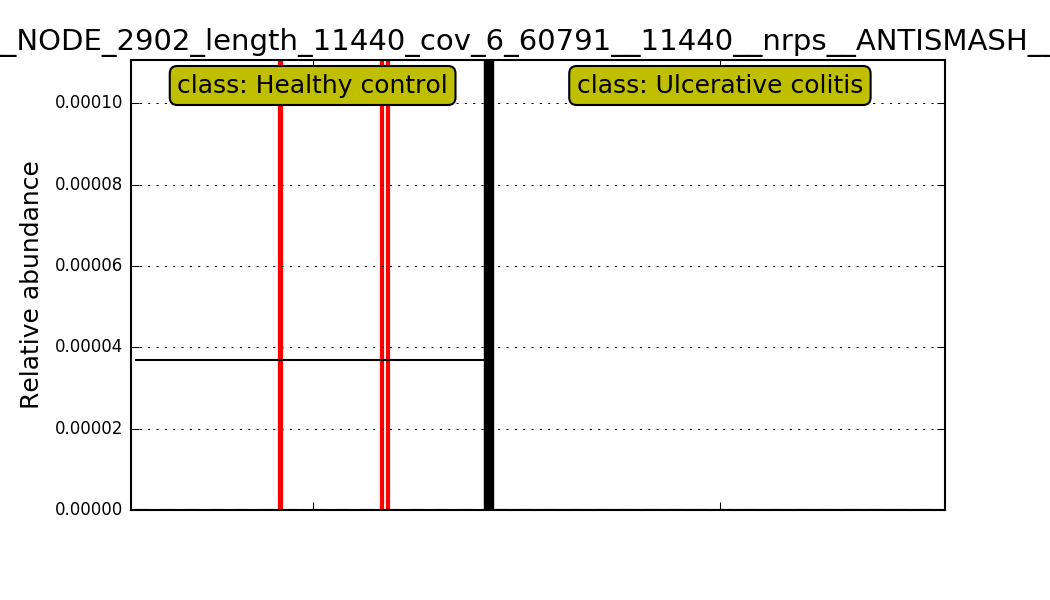 _NODE_2902_length_11440_cov_6_60791__11440__nrps__ANTISMASH__
class: Healthy control
class: Ulcerative colitis
Relative abundance
0.00010
0.00008
0.00006
0.00004
0.00002
0.00000